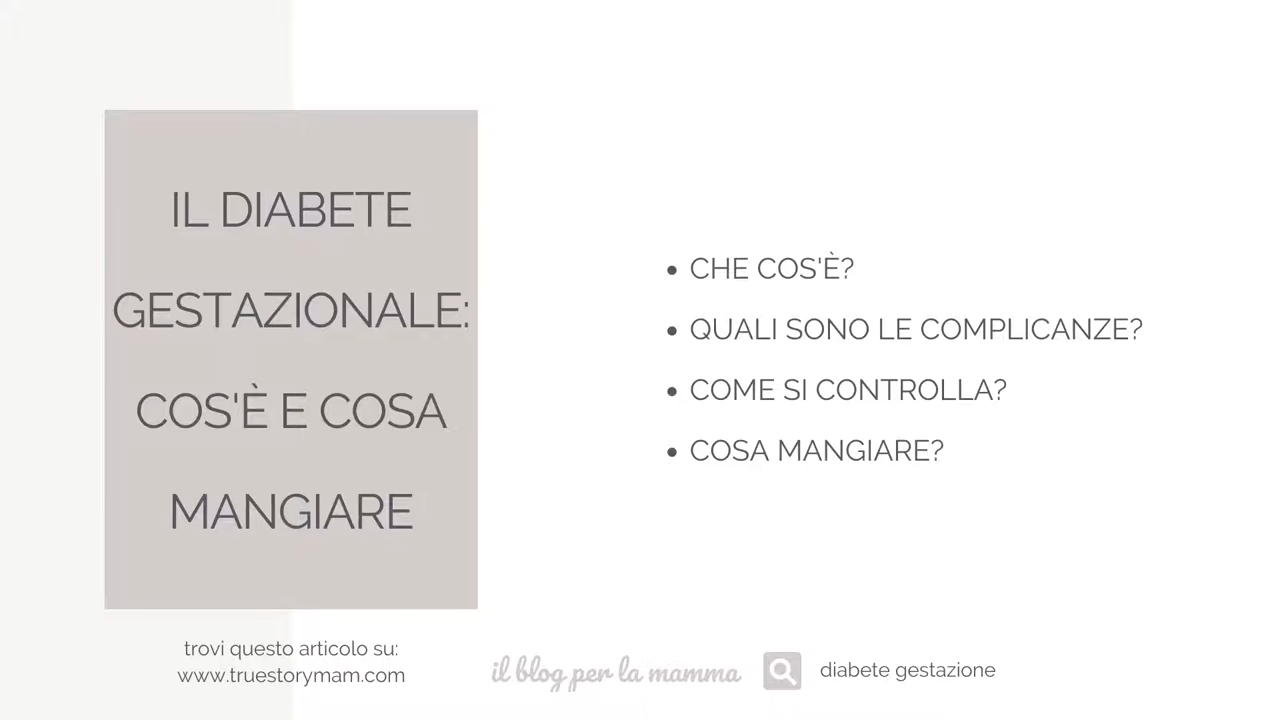 IL DIABETE
GESTAZIONALE:
COS'È E COSA
MANGIARE
• CHE COS'È?
• QUALI SONO LE COMPLICANZE?
• COME SI CONTROLLA?
• COSA MANGIARE?
trovi questo articolo su:
www.truestorymam.com
il blog per la mamma
diabete gestazione